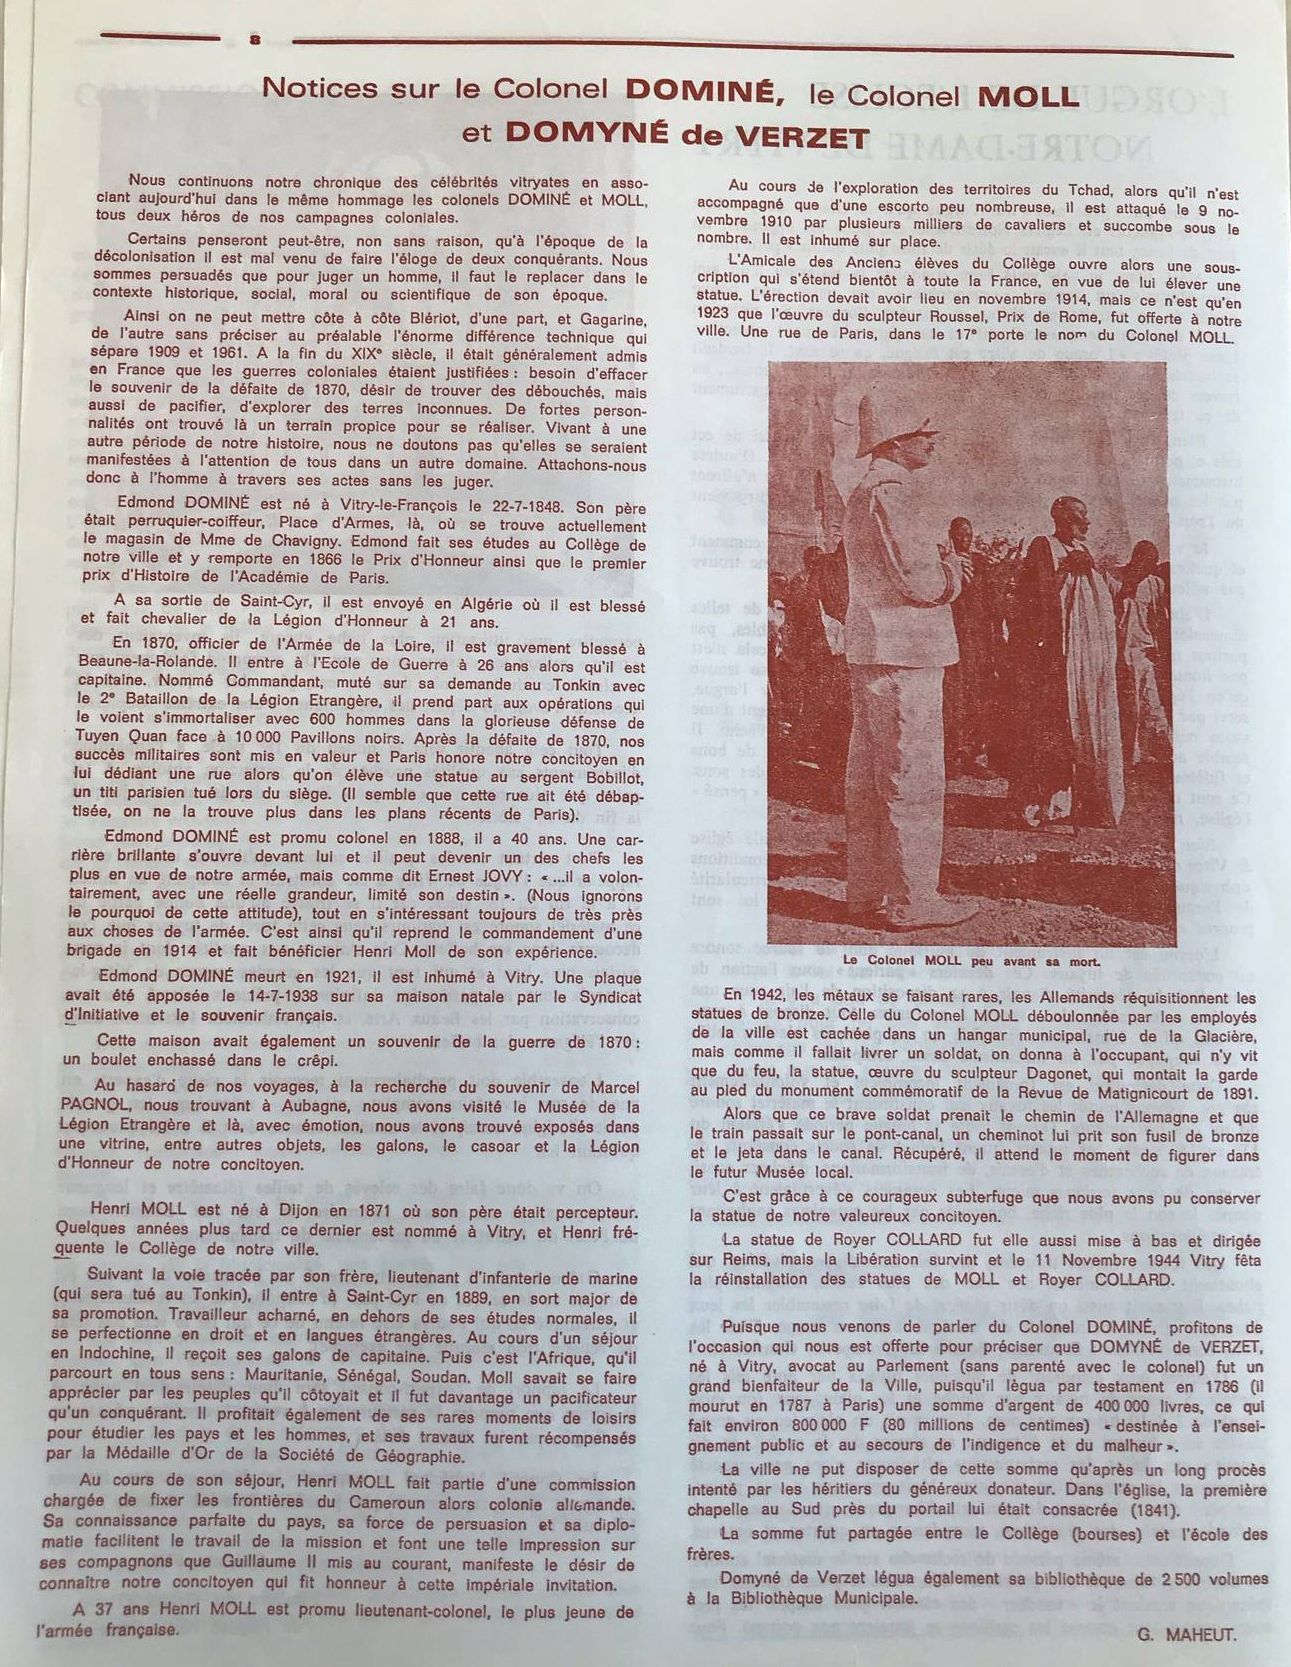 8
Notices sur le Colonel DOMINÉ, le Colonel MOLL
et DOMYNÉ de VERZET
Nous continuons notre chronique des célébrités vitryates en asso-
ciant aujourd'hui dans le même hommage les colonels DOMINÉ et MOLL,
tous deux héros de nos campagnes coloniales.
Certains penseront peut-être, non sans raison, qu'à l'époque de la
décolonisation il est mal venu de faire l'éloge de deux conquérants. Nous
sommes persuadés que pour juger un homme, il faut le replacer dans le
contexte historique, social, moral ou scientifique de son époque.
Ainsi on ne peut mettre côte à côte Blériot, d'une part, et Gagarine,
de l'autre sans préciser au préalable l'énorme différence technique qui
sépare 1909 et 1961. A la fin du XIXe siècle, il était généralement admis
en France que les guerres coloniales étaient justifiées : besoin d'effacer
le souvenir de la défaite de 1870, désir de trouver des débouchés, mais
aussi de pacifier, d'explorer des terres inconnues. De fortes person-
nalités ont trouvé là un terrain propice pour se réaliser. Vivant à une
autre période de notre histoire, nous ne doutons pas qu'elles se seraient
manifestées à l'attention de tous dans un autre domaine. Attachons-nous
donc à l'homme à travers ses actes sans les juger.
Edmond DOMINÉ est né à Vitry-le-François le 22-7-1848. Son père
était perruquier-coiffeur, Place d'Armes, là, où se trouve actuellement
le magasin de Mme de Chavigny. Edmond fait ses études au Collège de
notre ville et y remporte en 1866 le Prix d'Honneur ainsi que le premier
prix d'Histoire de l'Académie de Paris.
A sa sortie de Saint-Cyr, il est envoyé en Algérie où il est blessé
et fait chevalier de la Légion d'Honneur à 21 ans.
En 1870, officier de l'Armée de la Loire, il est gravement blessé à
Beaune-la-Rolande. Il entre à l'Ecole de Guerre à 26 ans alors qu'il est
capitaine. Nommé Commandant, muté sur sa demande au Tonkin avec
le 2e Bataillon de la Légion Etrangère, il prend part aux opérations qui
le voient s'immortaliser avec 600 hommes dans la glorieuse défense de
Tuyen Quan face à 10 000 Pavillons noirs. Après la défaite de 1870, nos
succès militaires sont mis en valeur et Paris honore notre concitoyen en
lui dédiant une rue alors qu'on élève une statue au sergent Bobillot,
un titi parisien tué lors du siège. (Il semble que cette rue ait été débap-
tisée, on ne la trouve plus dans les plans récents de Paris).
Edmond DOMINÉ est promu colonel en 1888, il a 40 ans. Une car-
rière brillante s'ouvre devant lui et il peut devenir un des chefs les
plus en vue de notre armée, mais comme dit Ernest JOVY : « ...il a volon-
tairement, avec une réelle grandeur, limité son destin ». (Nous ignorons
le pourquoi de cette attitude), tout en s'intéressant toujours de très près
aux choses de l'armée. C'est ainsi qu'il reprend le commandement d'une
brigade en 1914 et fait bénéficier Henri Moll de son expérience.
Edmond DOMINÉ meurt en 1921, il est inhumé à Vitry. Une plaque
avait été apposée le 14-7-1938 sur sa maison natale par le Syndicat
d'Initiative et le souvenir français.
Cette maison avait également un souvenir de la guerre de 1870 :
un boulet enchassé dans le crêpi.
Au hasard de nos voyages, à la recherche du souvenir de Marcel
PAGNOL, nous trouvant à Aubagne, nous avons visité le Musée de la
Légion Etrangère et là, avec émotion, nous avons trouvé exposés dans
une vitrine, entre autres objets, les galons, le casoar et la Légion
d'Honneur de notre concitoyen.
Henri MOLL est né à Dijon en 1871 où son père était percepteur.
Quelques années plus tard ce dernier est nommé à Vitry, et Henri fré-
quente le Collège de notre ville.
Suivant la voie tracée par son frère, lieutenant d'infanterie de marine
(qui sera tué au Tonkin), il entre à Saint-Cyr en 1889, en sort major de
sa promotion. Travailleur acharné, en dehors de ses études normales, il
se perfectionne en droit et en langues étrangères. Au cours d'un séjour
en Indochine, il reçoit ses galons de capitaine. Puis c'est l'Afrique, qu'il
parcourt en tous sens : Mauritanie, Sénégal, Soudan. Moll savait se faire
apprécier par les peuples qu'il côtoyait et il fut davantage un pacificateur
qu'un conquérant. Il profitait également de ses rares moments de loisirs
pour étudier les pays et les hommes, et ses travaux furent récompensés
par la Médaille d'Or de la Société de Géographie.
Au cours de son séjour, Henri MOLL fait partie d'une commission
chargée de fixer les frontières du Cameroun alors colonie allemande.
Sa connaissance parfaite du pays, sa force de persuasion et sa diplo-
matie facilitent le travail de la mission et font une telle impression sur
ses compagnons que Guillaume II mis au courant, manifeste le désir de
connaître notre concitoyen qui fit honneur à cette impériale invitation.
A 37 ans Henri MOLL est promu lieutenant-colonel, le plus jeune de
l'armée française.
Au cours de l'exploration des territoires du Tchad, alors qu'il n'est
accompagné que d'une escorto peu nombreuse, il est attaqué le 9 no-
vembre 1910 par plusieurs milliers de cavaliers et succombe sous le
nombre. Il est inhumé sur place.
L'Amicale des Anciens élèves du Collège ouvre alors une sous-
cription qui s'étend bientôt à toute la France, en vue de lui élever une
statue. L'érection devait avoir lieu en novembre 1914, mais ce n'est qu'en
1923 que l'œuvre du sculpteur Roussel, Prix de Rome, fut offerte à notre
ville. Une rue de Paris, dans le 17e porte le nom du Colonel MOLL.
Le Colonel MOLL peu avant sa mort.
En 1942, les métaux se faisant rares, les Allemands réquisitionnent les
statues de bronze. Celle du Colonel MOLL déboulonnée par les employés
de la ville est cachée dans un hangar municipal, rue de la Glacière,
mais comme il fallait livrer un soldat, on donna à l'occupant, qui n'y vit
que du feu, la statue, œuvre du sculpteur Dagonet, qui montait la garde
au pied du monument commémoratif de la Revue de Matignicourt de 1891.
Alors que ce brave soldat prenait le chemin de l'Allemagne et que
le train passait sur le pont-canal, un cheminot lui prit son fusil de bronze
et le jeta dans le canal. Récupéré, il attend le moment de figurer dans
le futur Musée local.
C'est grâce à ce courageux subterfuge que nous avons pu conserver
la statue de notre valeureux concitoyen.
La statue de Royer COLLARD fut elle aussi mise à bas et dirigée
sur Reims, mais la Libération survint et le 11 Novembre 1944 Vitry fêta
la réinstallation des statues de MOLL et Royer COLLARD.
Puisque nous venons de parler du Colonel DOMINÉ, profitons de
l'occasion qui nous est offerte pour préciser que DOMYNÉ de VERZET,
né à Vitry, avocat au Parlement (sans parenté avec le colonel) fut un
grand bienfaiteur de la Ville, puisqu'il légua par testament en 1786 (il
mourut en 1787 à Paris) une somme d'argent de 400 000 livres, ce qui
fait environ 800 000 F (80 millions de centimes) « destinée à l'ensei-
gnement public et au secours de l'indigence et du malheur ».
La ville ne put disposer de cette somme qu'après un long procès
intenté par les héritiers du généreux donateur. Dans l'église, la première
chapelle au Sud près du portail lui était consacrée (1841).
La somme fut partagée entre le Collège (bourses) et l'école des
frères.
Domyné de Verzet légua également sa bibliothèque de 2 500 volumes
à la Bibliothèque Municipale.
G. MAHEUT.